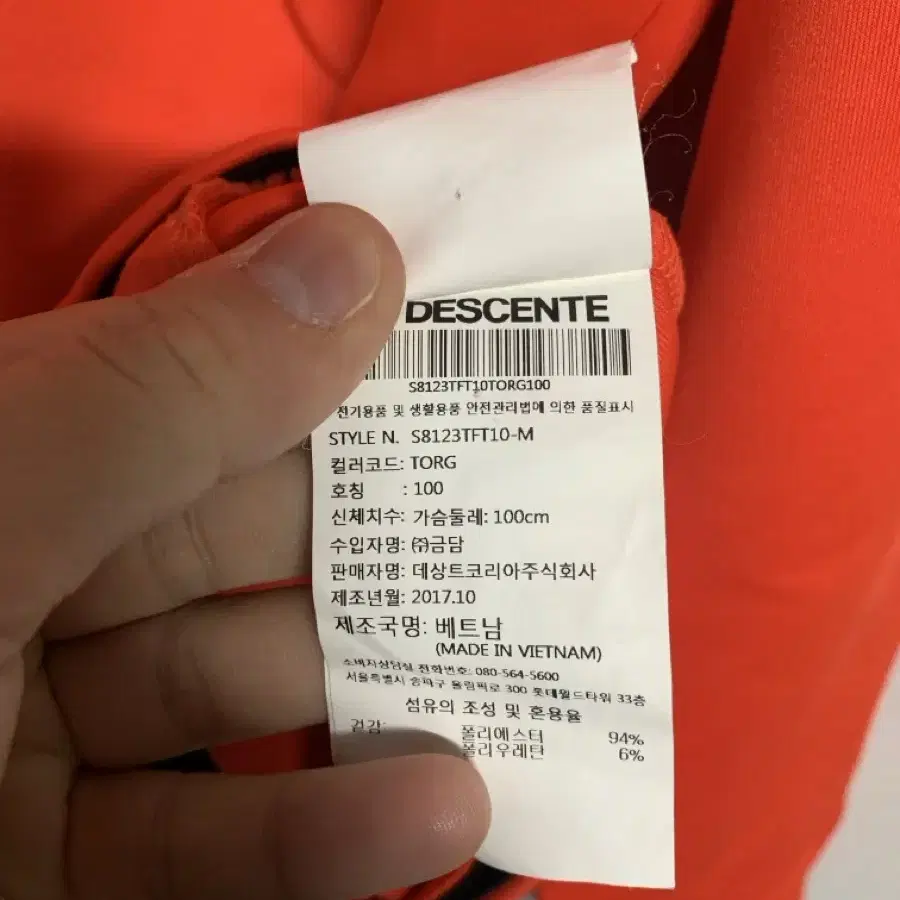 DESCENTE
S8123TFT10TORG100
전기용품 및 생활용품 안전관리법에 의한 품질표시
STYLE N. S8123TFT10-M
컬러코드: TORG
호칭 : 100
신체치수: 가슴둘레: 100cm
수입자명: ㈜금담
판매자명: 데상트코리아주식회사
제조년월: 2017.10
제조국명: 베트남
(MADE IN VIETNAM)
소비자상담실 전화번호: 080-564-5600
서울특별시 송파구 올림픽로 300 롯데월드타워 33층
섬유의 조성 및 혼용율
겉감: 폴리에스터 94%
폴리우레탄 6%